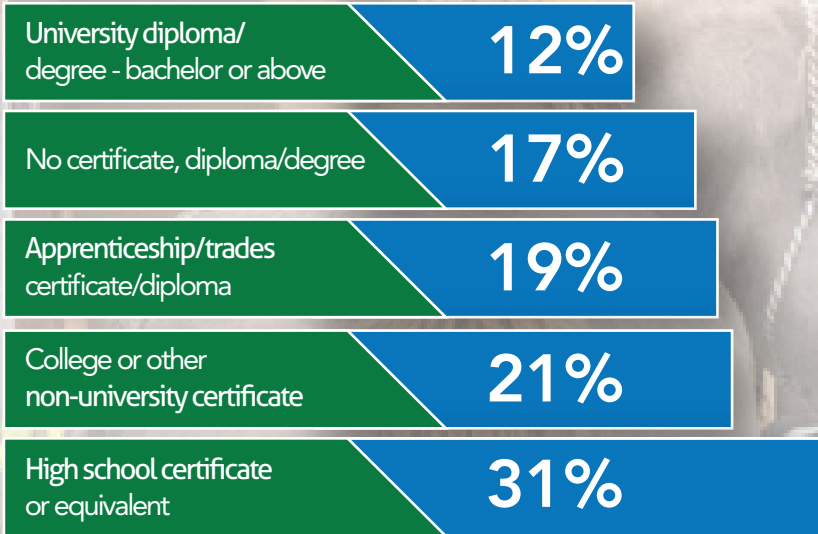 University diploma/
degree - bachelor or above
12%
No certificate, diploma/degree
17%
Apprenticeship/trades
certificate/diploma
19%
College or other
non-university certificate
21%
High school certificate
or equivalent
31%